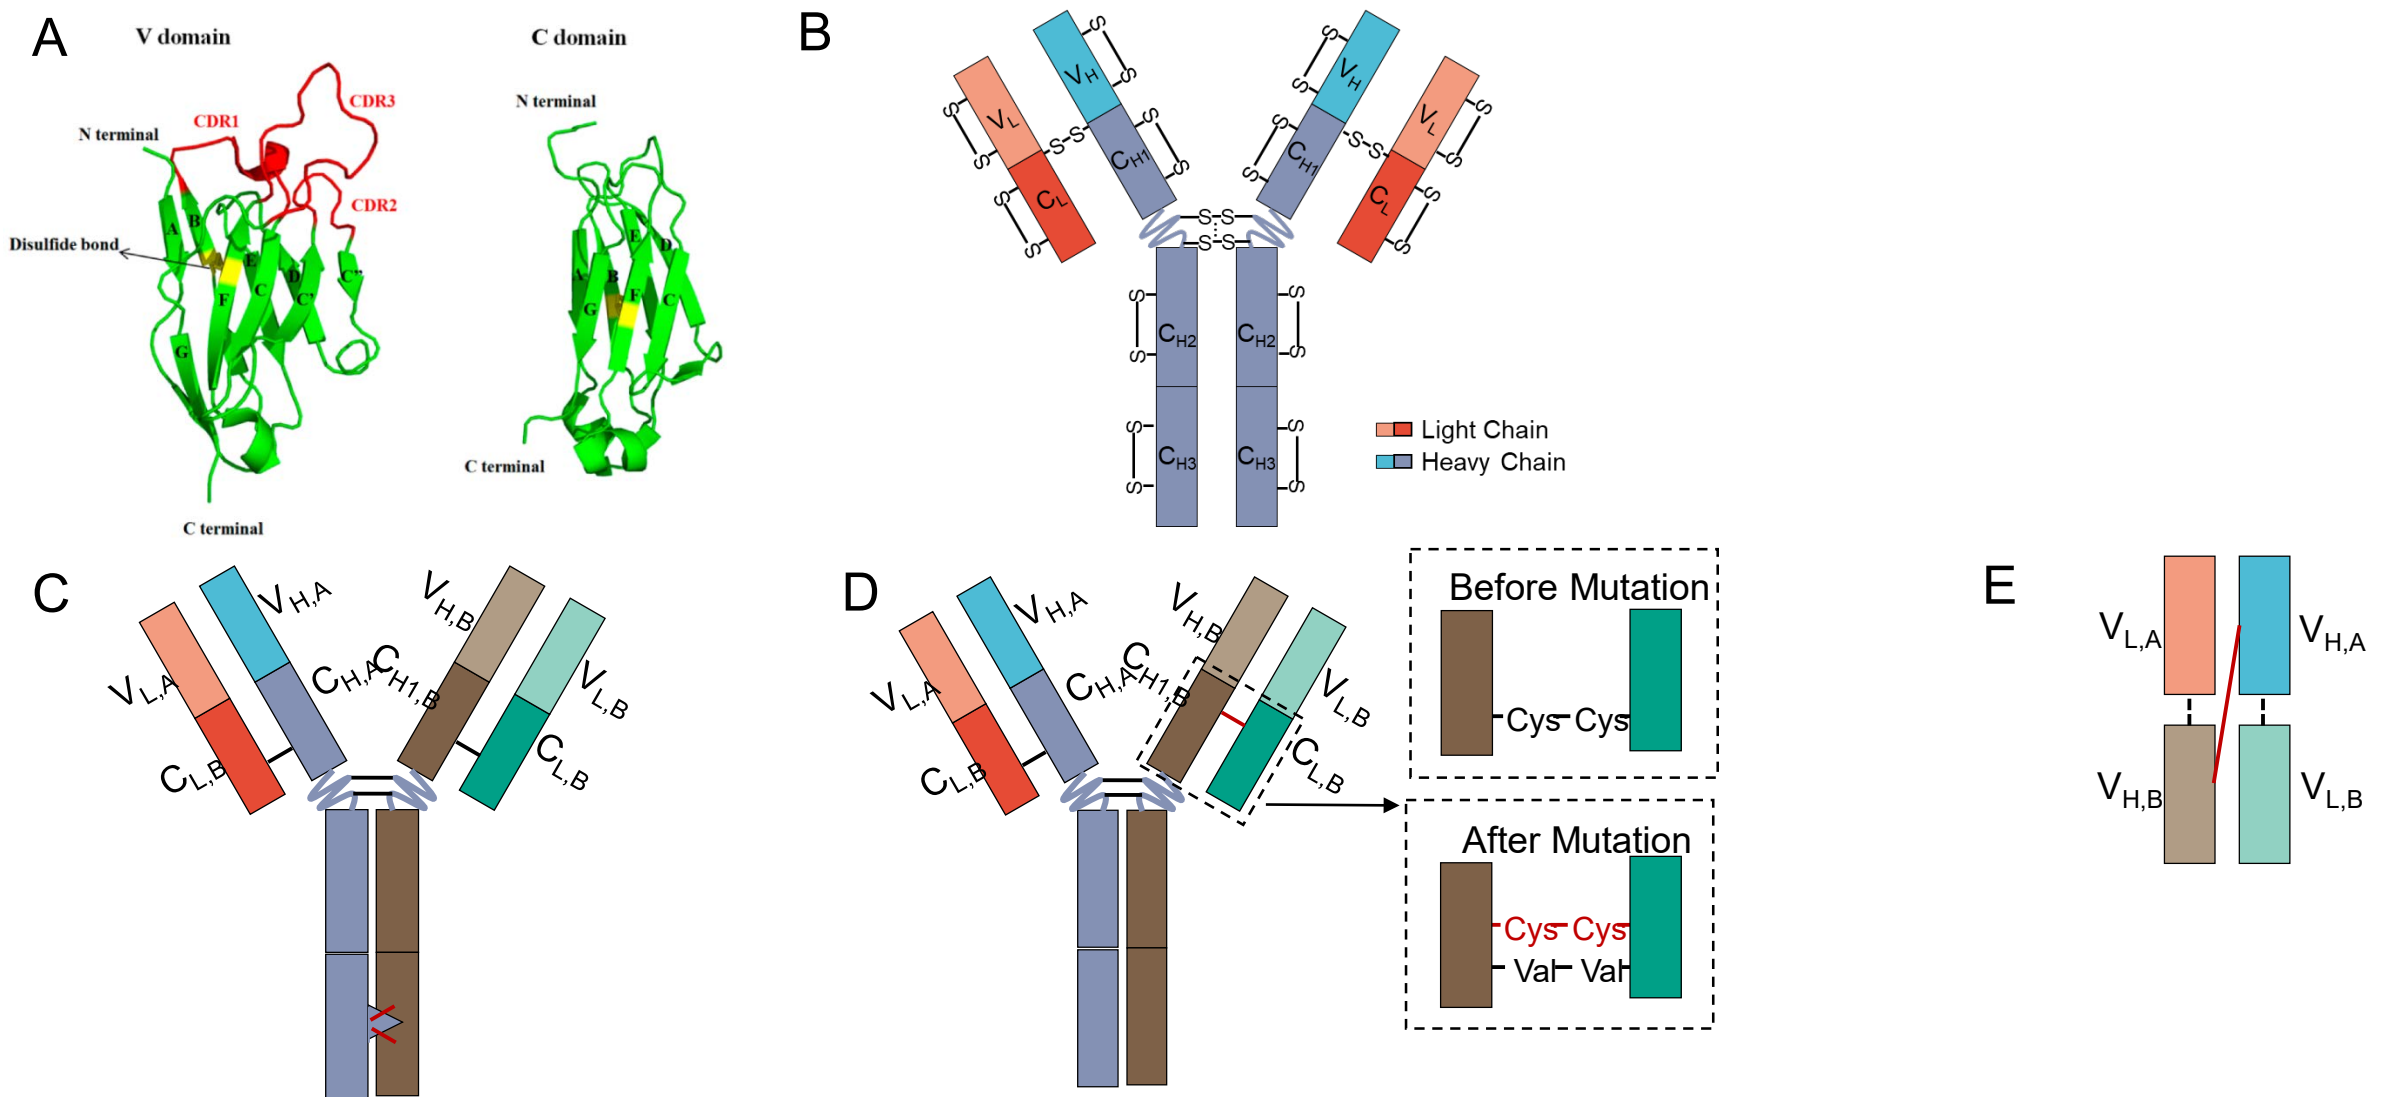 A
V domain
C domain
N terminal
CDR1
CDR3
CDR2
Disulfide bond
A
B
E
D
C"
F
C
C'
G
C terminal
N terminal
E
D
A
B
F
G
C
C terminal
B
S
S
S
S
VH
VH
S
S
S
S
VL
VL
S
S
S
S
S
S
S-S
S-S
CH1
CH1
S
S
S
S
S
S
CL
CL
S
S
S-S
S-S
S
S
CH2
CH2
S
S
S
S
CH3
CH3
S
S
Light Chain
Heavy Chain
C
VH,A
VH,B
VL,A
CH,A
CH1,B
VL,B
CL,B
CL,B
D
VH,A
VH,B
VL,A
CH,A
CH1,B
VL,B
CL,B
CL,B
Before Mutation
Cys Cys
After Mutation
Cys Cys
Val Val
E
VL,A
VH,A
VH,B
VL,B